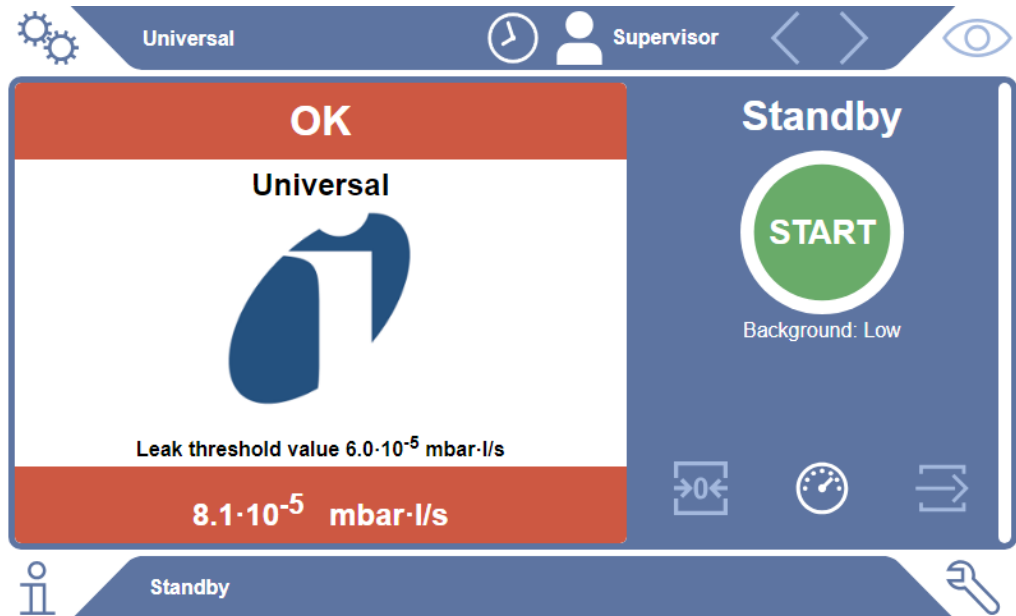 Universal
Supervisor
OK
Universal
Leak threshold value 6.0·10⁻⁵ mbar·l/s
8.1·10⁻⁵ mbar·l/s
Standby
START
Background: Low
→0←
Standby